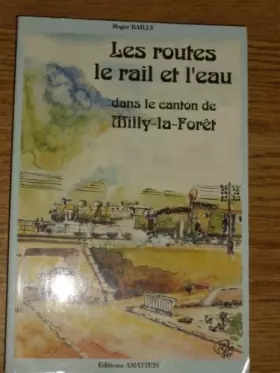 Roger BAILLY
Les routes
le rail et l'eau
dans le canton de
Milly-la-Forêt
Editions AMATTEIS